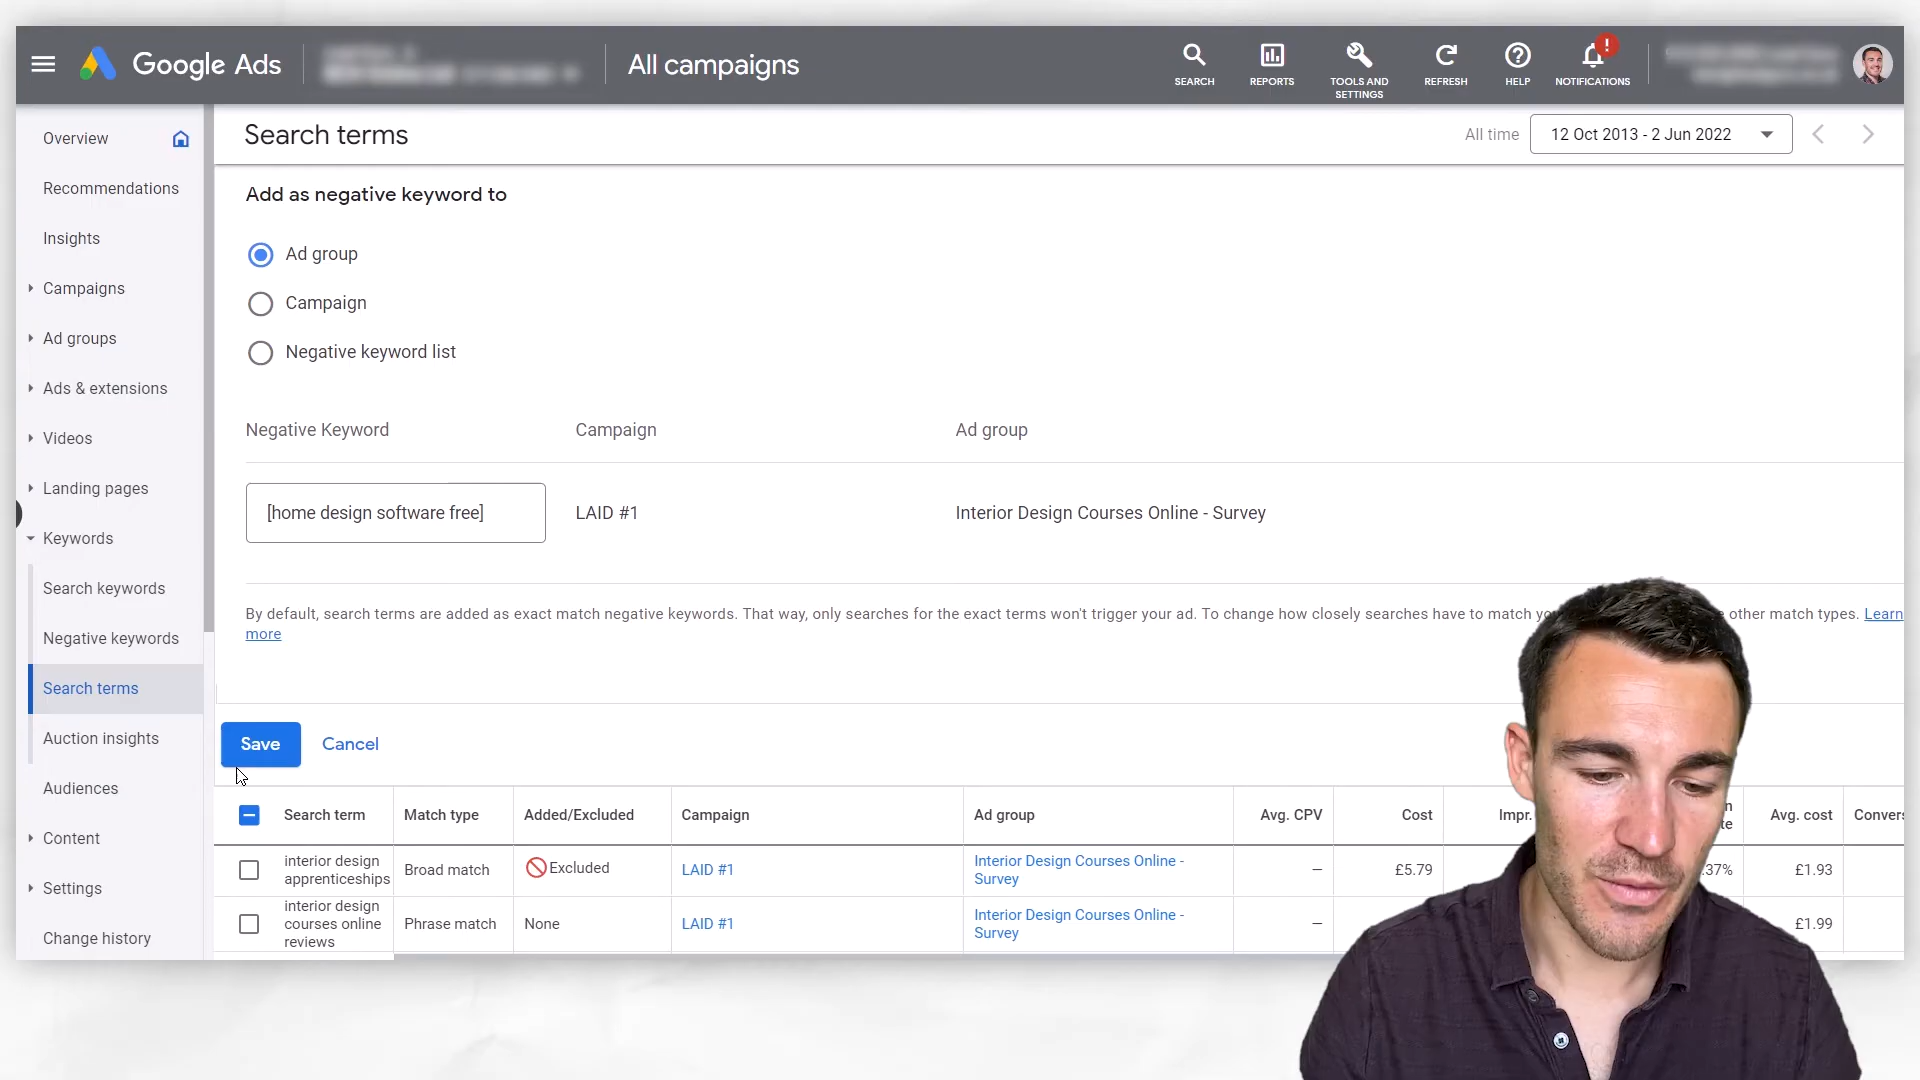 Google Ads
All campaigns
SEARCH
REPORTS
TOOLS AND
SETTINGS
REFRESH
HELP
!
NOTIFICATIONS
Overview
Recommendations
Insights
Campaigns
Ad groups
Ads & extensions
Videos
Landing pages
Keywords
Search keywords
Negative keywords
Search terms
Auction insights
Audiences
Content
Settings
Change history
Search terms
All time
12 Oct 2013 - 2 Jun 2022
Add as negative keyword to
Ad group
Campaign
Negative keyword list
Negative Keyword
Campaign
Ad group
[home design software free]
LAID #1
Interior Design Courses Online - Survey
By default, search terms are added as exact match negative keywords. That way, only searches for the exact terms won't trigger your ad. To change how closely searches have to match other match types. Learn
more
Save
Cancel
Search term
Match type
Added/Excluded
Campaign
Ad group
Avg. CPV
Cost
Impr.
Avg. cost
interior design
apprenticeships
Broad match
Excluded
LAID #1
Interior Design Courses Online -
Survey
—
£5.79
.37%
£1.93
interior design
courses online
reviews
Phrase match
None
LAID #1
Interior Design Courses Online -
Survey
—
£1.99